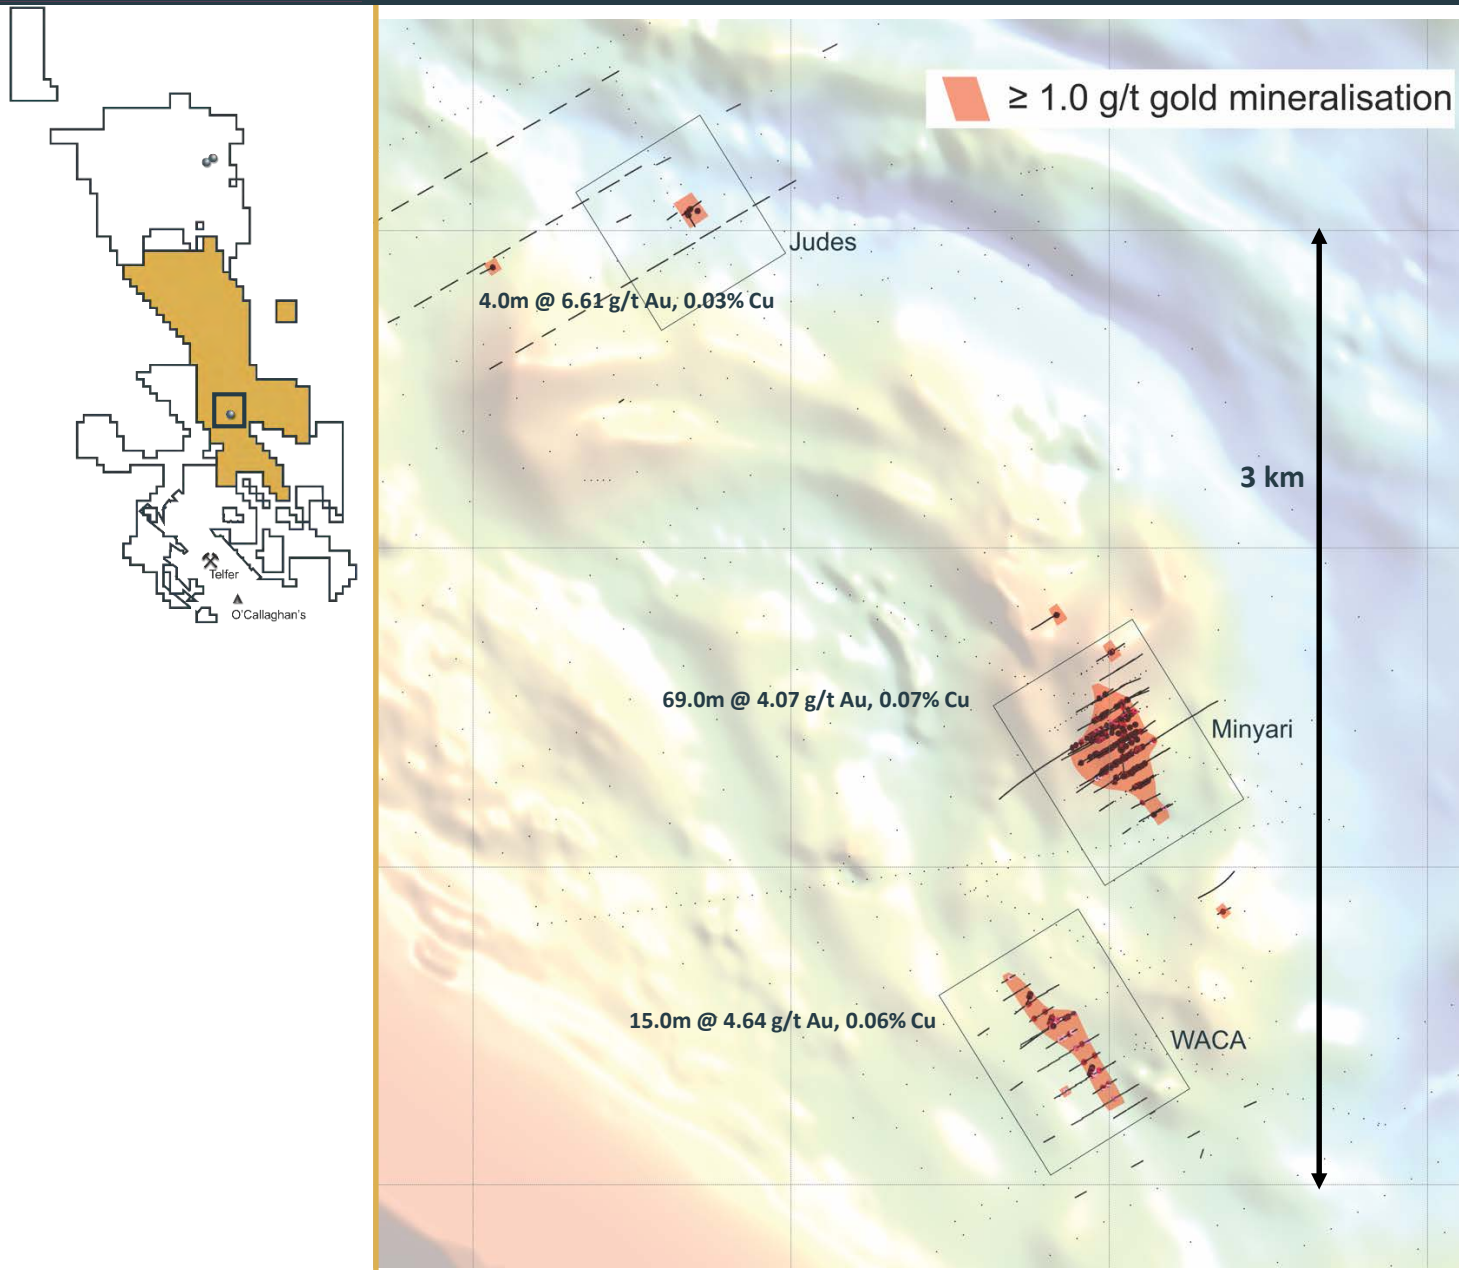 ≥ 1.0 g/t gold mineralisation
Judes
4.0m @ 6.61 g/t Au, 0.03% Cu
3 km
Telfer
O'Callaghan's
69.0m @ 4.07 g/t Au, 0.07% Cu
Minyari
15.0m @ 4.64 g/t Au, 0.06% Cu
WACA